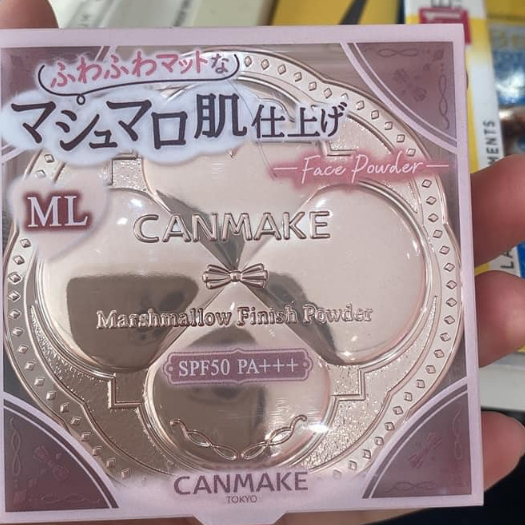 ふわふわマットな
マシュマロ肌仕上げ
Face Powder
ML
CANMAKE
Marshmallow Finish Powder
SPF50 PA+++
CANMAKE
TOKYO
MENTS